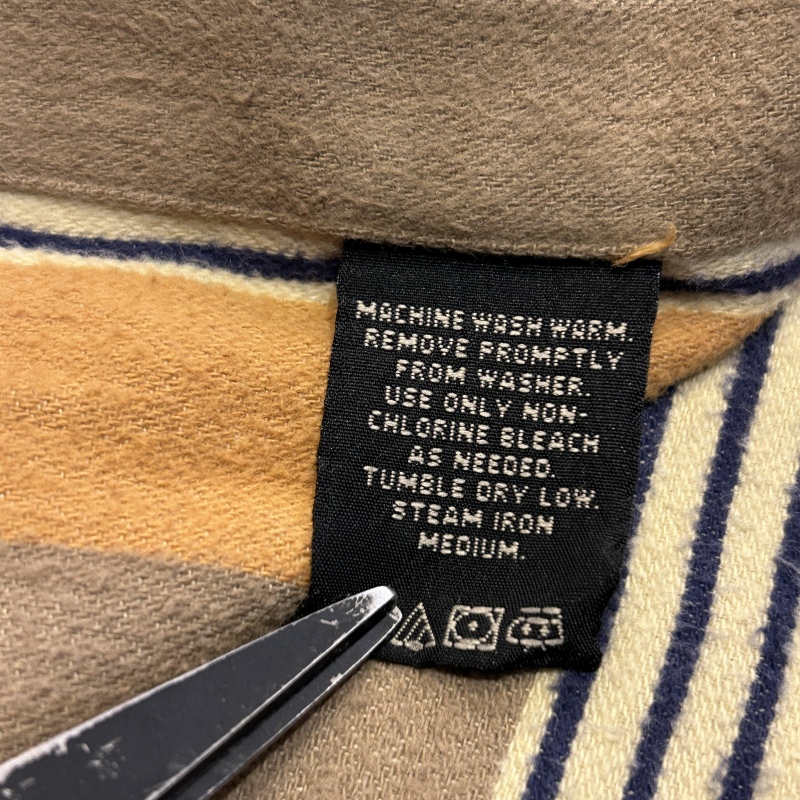 MACHINE WASH WARM.
REMOVE PROMPTLY
FROM WASHER.
USE ONLY NON-
CHLORINE BLEACH
AS NEEDED.
TUMBLE DRY LOW.
STEAM IRON
MEDIUM.